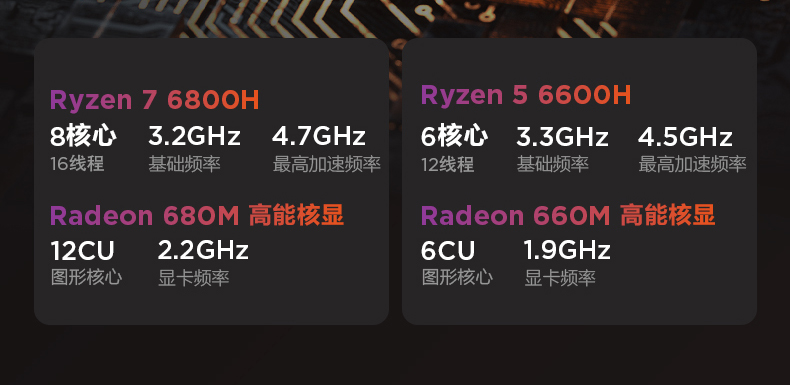 Ryzen 7 6800H
8核心 3.2GHz 4.7GHz
16线程 基础频率 最高加速频率
Radeon 680M 高能核显
12CU 2.2GHz
图形核心 显卡频率
Ryzen 5 6600H
6核心 3.3GHz 4.5GHz
12线程 基础频率 最高加速频率
Radeon 660M 高能核显
6CU 1.9GHz
图形核心 显卡频率